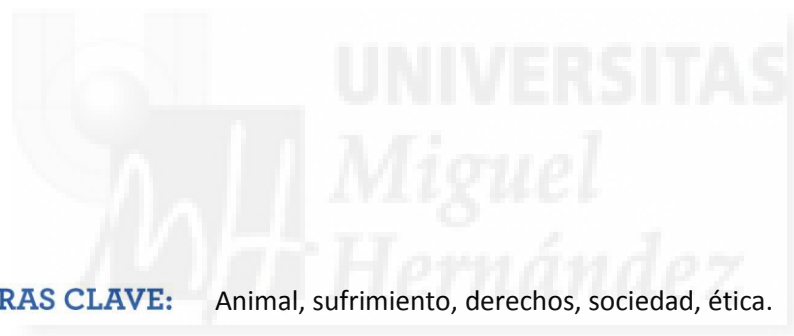 UNIVERSITAS
Miguel
Hernández
RAS CLAVE: Animal, sufrimiento, derechos, sociedad, ética.